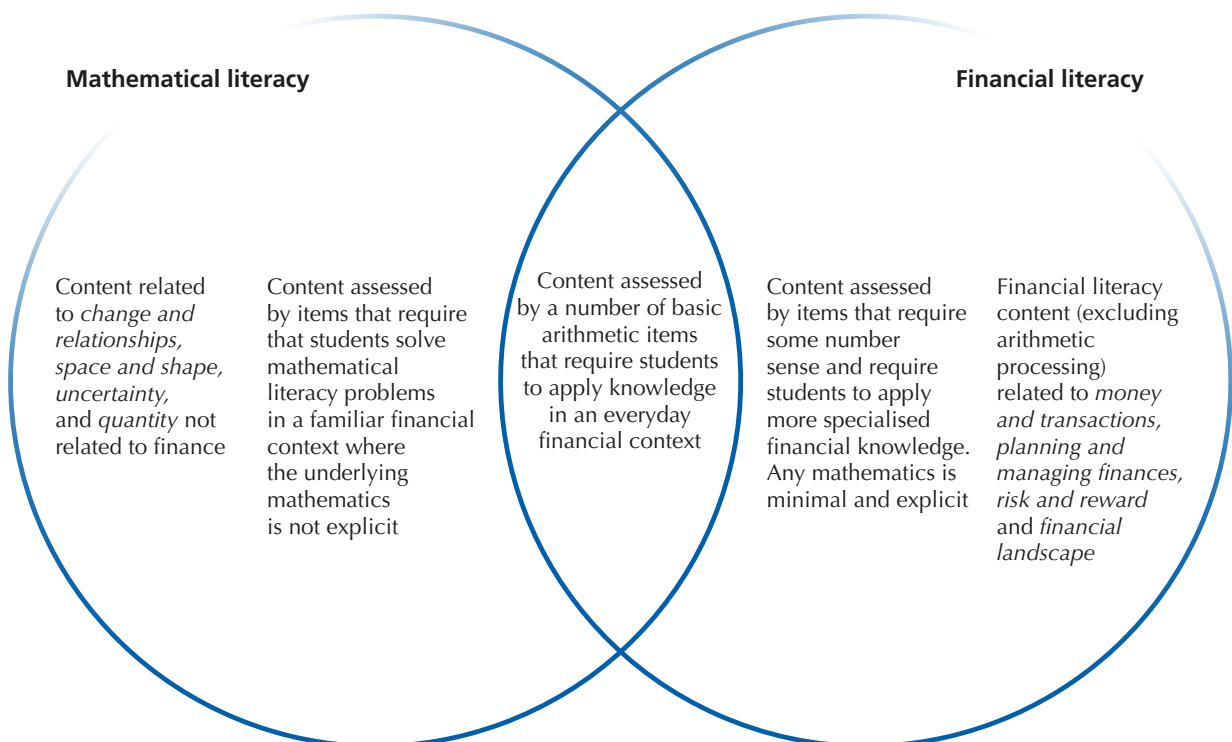 Mathematical literacy
Financial literacy
Content related
to change and
relationships,
space and shape,
uncertainty,
and quantity not
related to finance
Content assessed
by items that require
that students solve
mathematical
literacy problems
in a familiar financial
context where
the underlying
mathematics
is not explicit
Content assessed
by a number of basic
arithmetic items
that require students
to apply knowledge
in an everyday
financial context
Content assessed
by items that require
some number
sense and require
students to apply
more specialised
financial knowledge.
Any mathematics is
minimal and explicit
Financial literacy
content (excluding
arithmetic
processing)
related to money
and transactions,
planning and
managing finances,
risk and reward
and financial
landscape